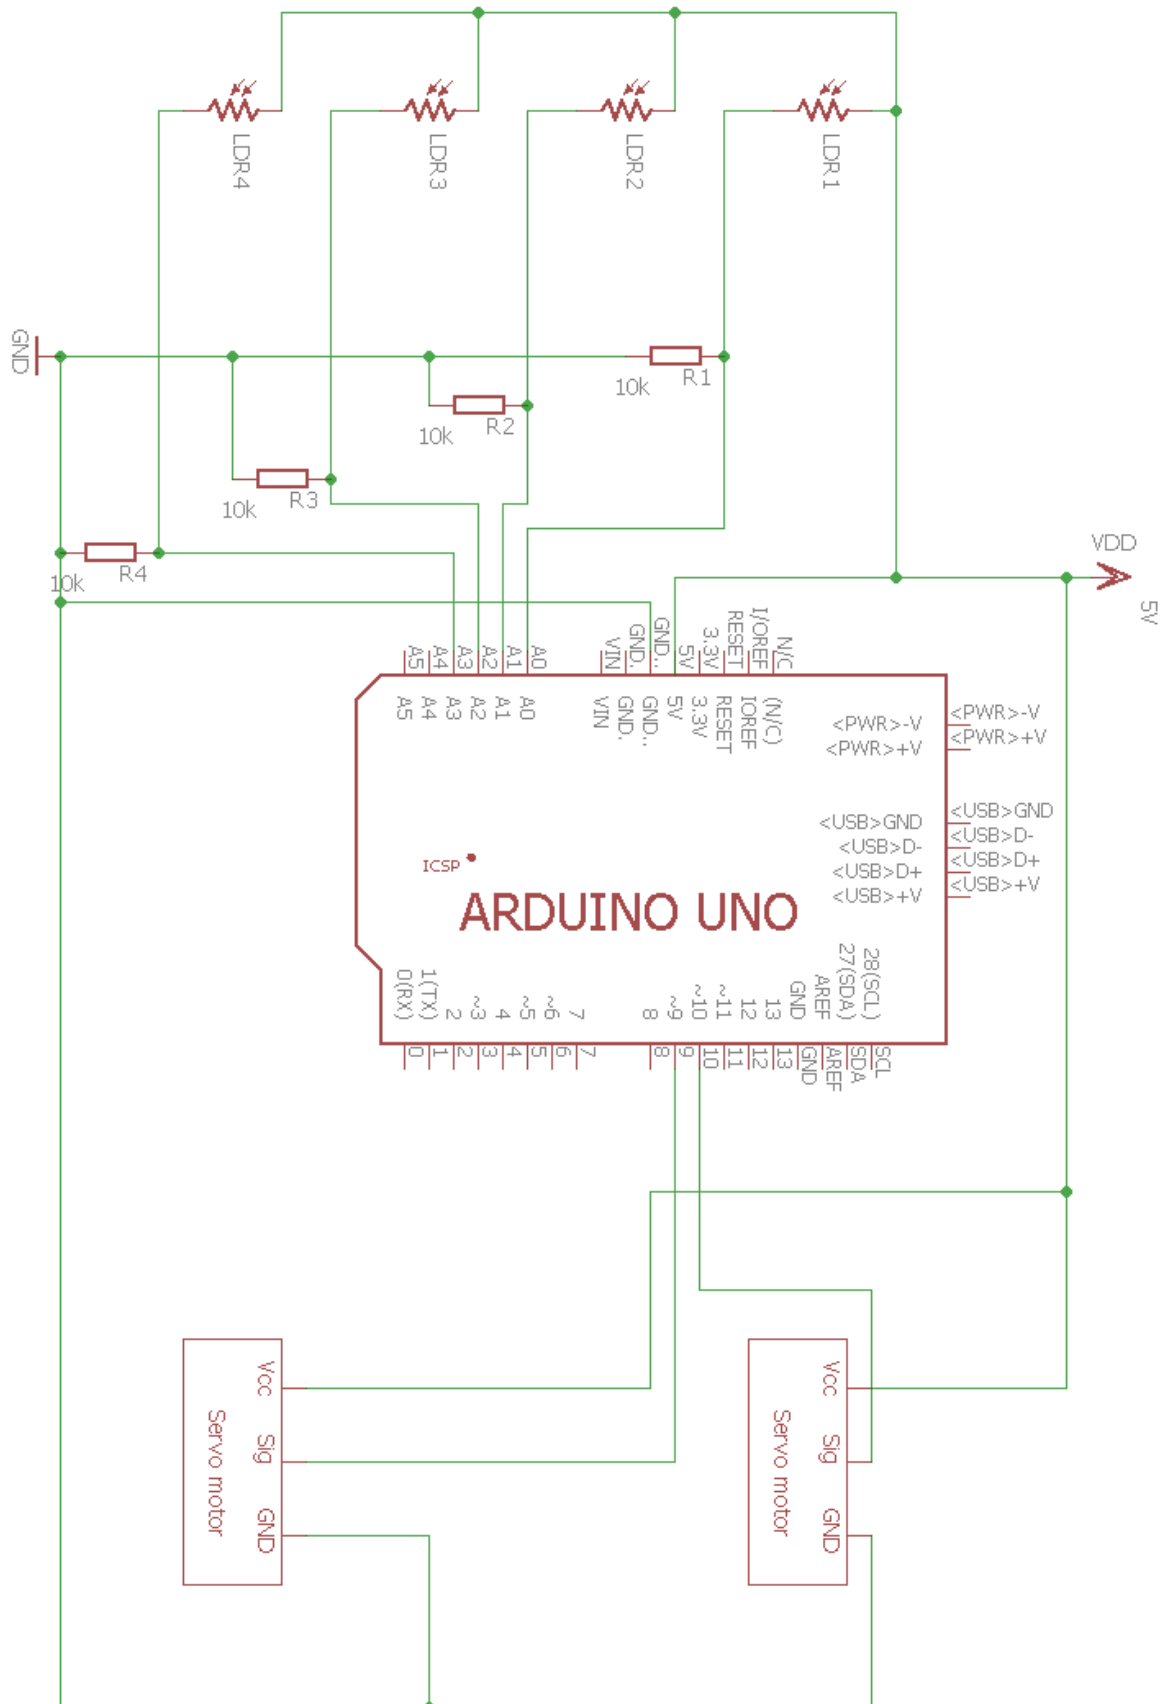 LDR4
LDR3
LDR2
LDR1
GND
10k
R1
10k
R2
10k
R3
10k
R4
VDD
5V
A5
A4
A3
A2
A1
A0
VIN
GND.
GND..
5V
3.3V
RESET
I/OREF
N/C
A5
A4
A3
A2
A1
A0
VIN
GND.
GND..
5V
3.3V
RESET
IOREF
(N/C)
<PWR>-V
<PWR>-V
<PWR>+V
<PWR>+V
<USB>GND
<USB>GND
<USB>D-
<USB>D-
<USB>D+
<USB>D+
<USB>+V
<USB>+V
ICSP
ARDUINO UNO
0(RX)
1(TX)
2
~3
4
~5
~6
7
8
~9
~10
~11
12
13
GND
AREF
27(SDA)
28(SCL)
0
1
2
3
4
5
6
7
8
9
10
11
12
13
GND
AREF
SDA
SCL
Vcc
Sig
GND
Servo motor
Vcc
Sig
GND
Servo motor